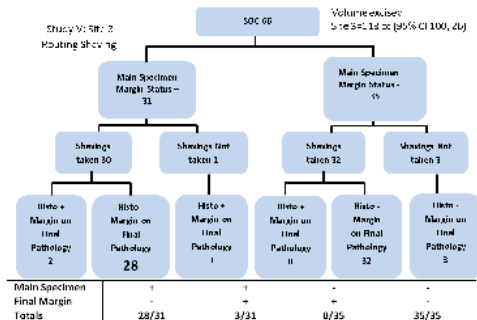 Study V: Site 3
Routing Shaving
SOC 66
Volume excised
Main Specimen
Margin Status –
31
Main Specimen
Margin Status -
35
Shavings
taken 30
Shavings Not
taken 1
Shavings
taken 32
Shavings Not
taken 3
Histo +
Margin on
Final
Pathology
2
Histo
Margin on
Final
Pathology
28
Histo +
Margin on
Final
Pathology
Histo +
Margin on
Final
Pathology
Histo -
Margin
on Final
Pathology
32
Histo -
Margin on
Final
Pathology
3
Main Specimen + + - -
Final Margin - + + -
Totals 28/31 3/31 0/35 35/35